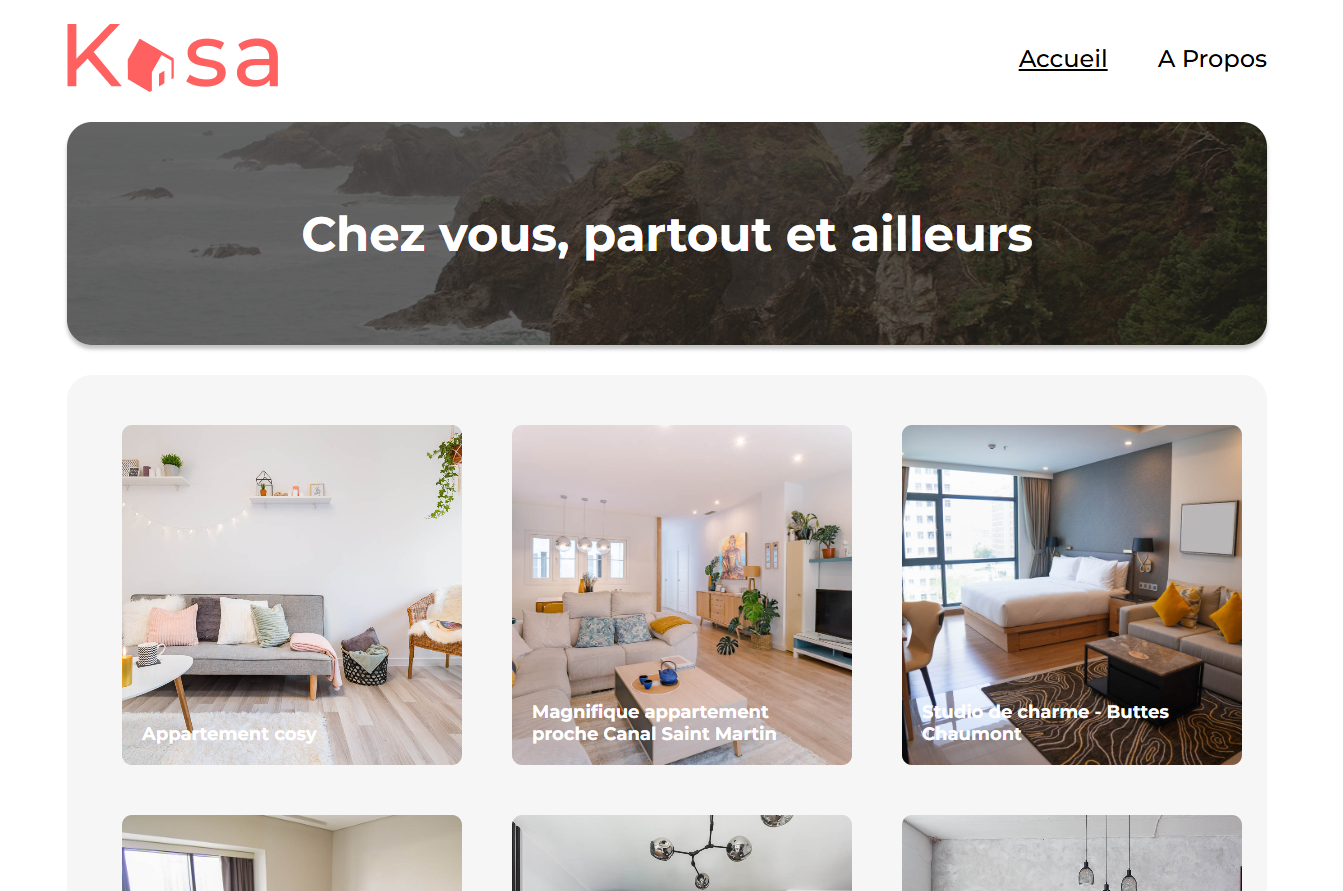 Kasa
Accueil
A Propos
Chez vous, partout et ailleurs
Appartement cosy
Magnifique appartement
proche Canal Saint Martin
Studio de charme - Buttes
Chaumont